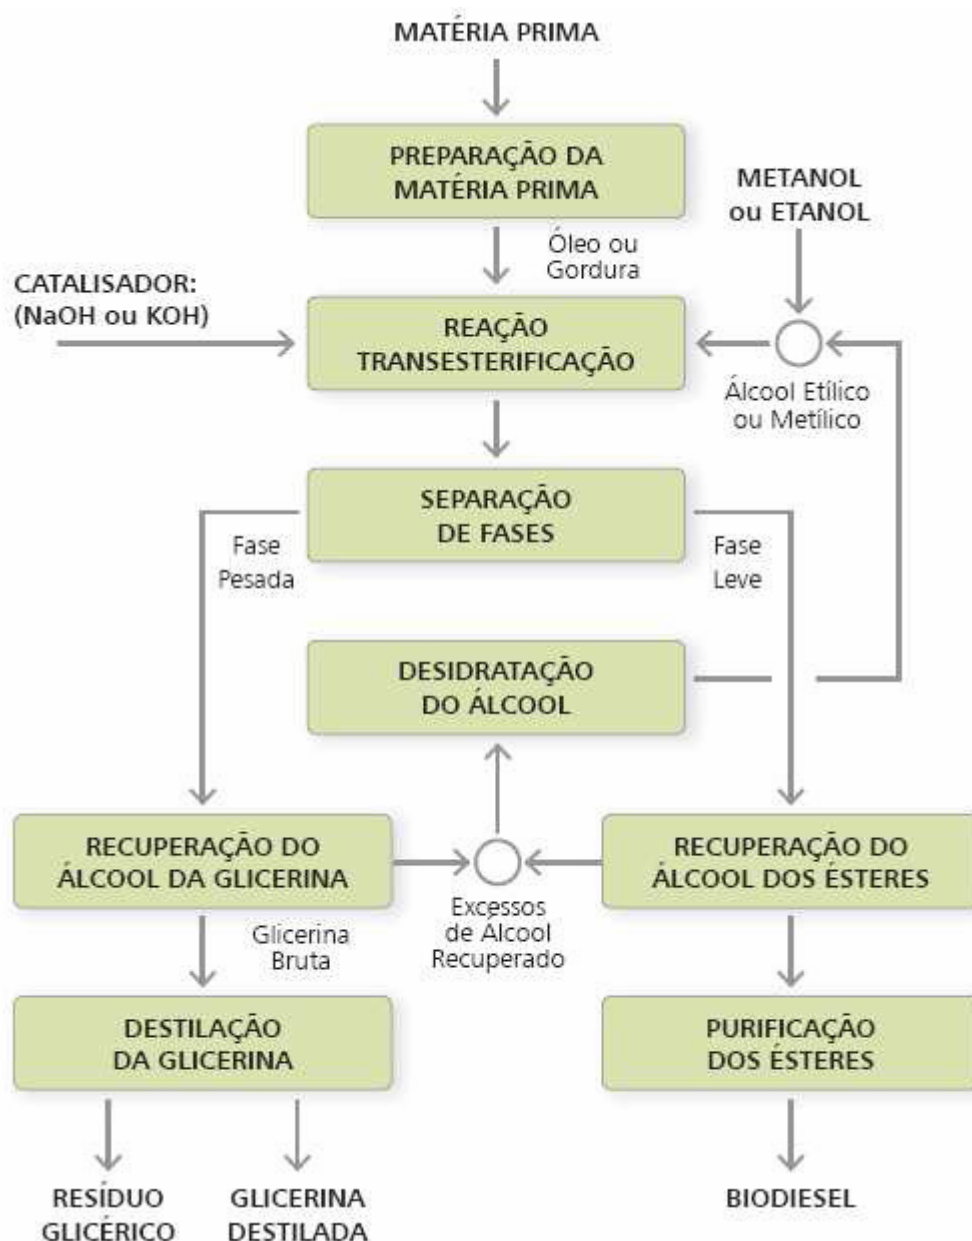 MATÉRIA PRIMA
PREPARAÇÃO DA
MATÉRIA PRIMA
METANOL
ou ETANOL
Óleo ou
Gordura
CATALISADOR:
(NaOH ou KOH)
REAÇÃO
TRANSESTERIFICAÇÃO
Álcool Etílico
ou Metílico
SEPARAÇÃO
DE FASES
Fase
Pesada
Fase
Leve
DESIDRATAÇÃO
DO ÁLCOOL
RECUPERAÇÃO DO
ÁLCOOL DA GLICERINA
RECUPERAÇÃO DO
ÁLCOOL DOS ÉSTERES
Excessos
de Álcool
Recuperado
Glicerina
Bruta
DESTILAÇÃO
DA GLICERINA
PURIFICAÇÃO
DOS ÉSTERES
RESÍDUO
GLICÉRICO
GLICERINA
DESTILADA
BIODIESEL